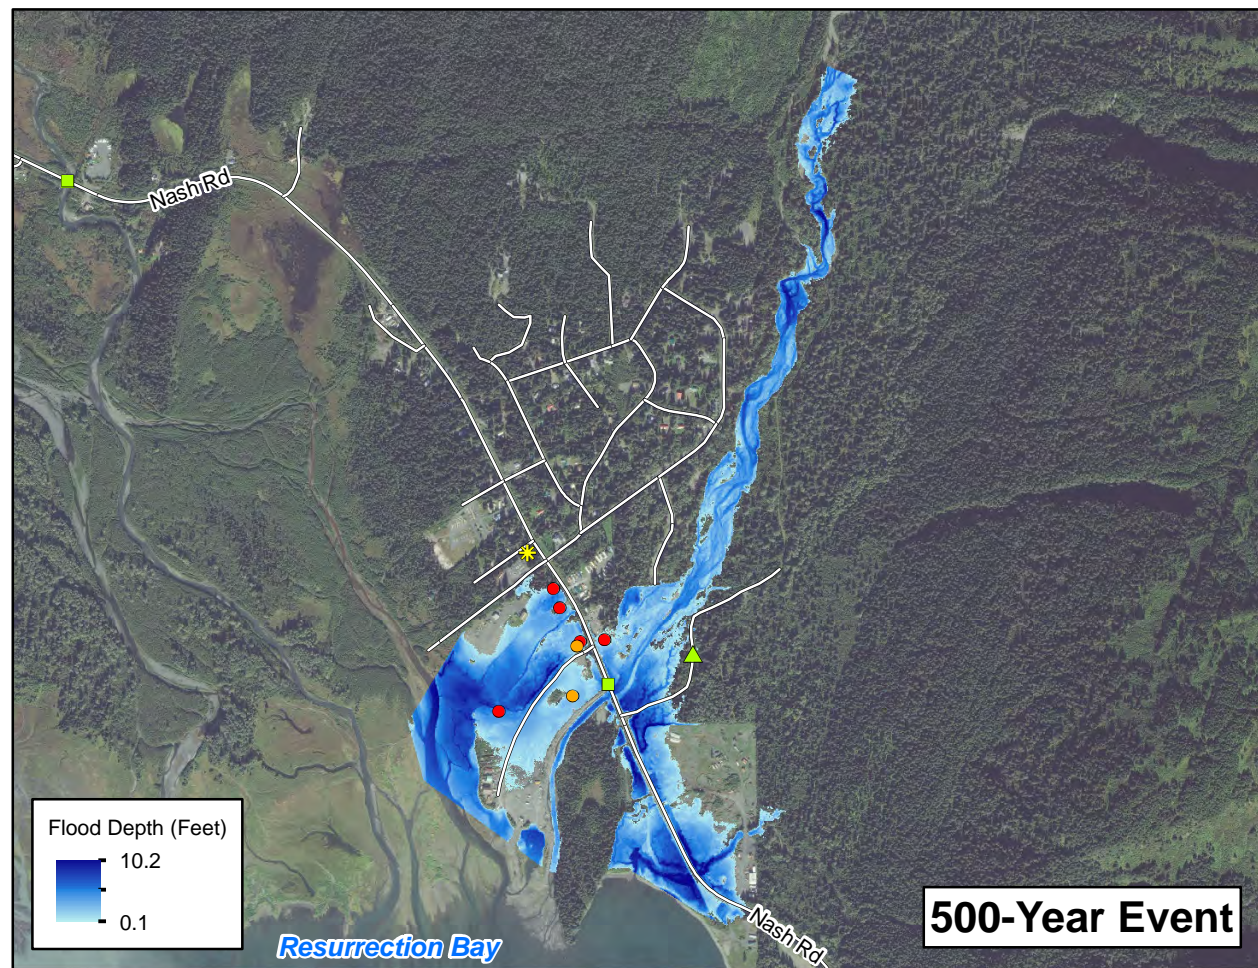 Nash Rd
Flood Depth (Feet)
10.2
0.1
500-Year Event
Nash Rd
Resurrection Bay